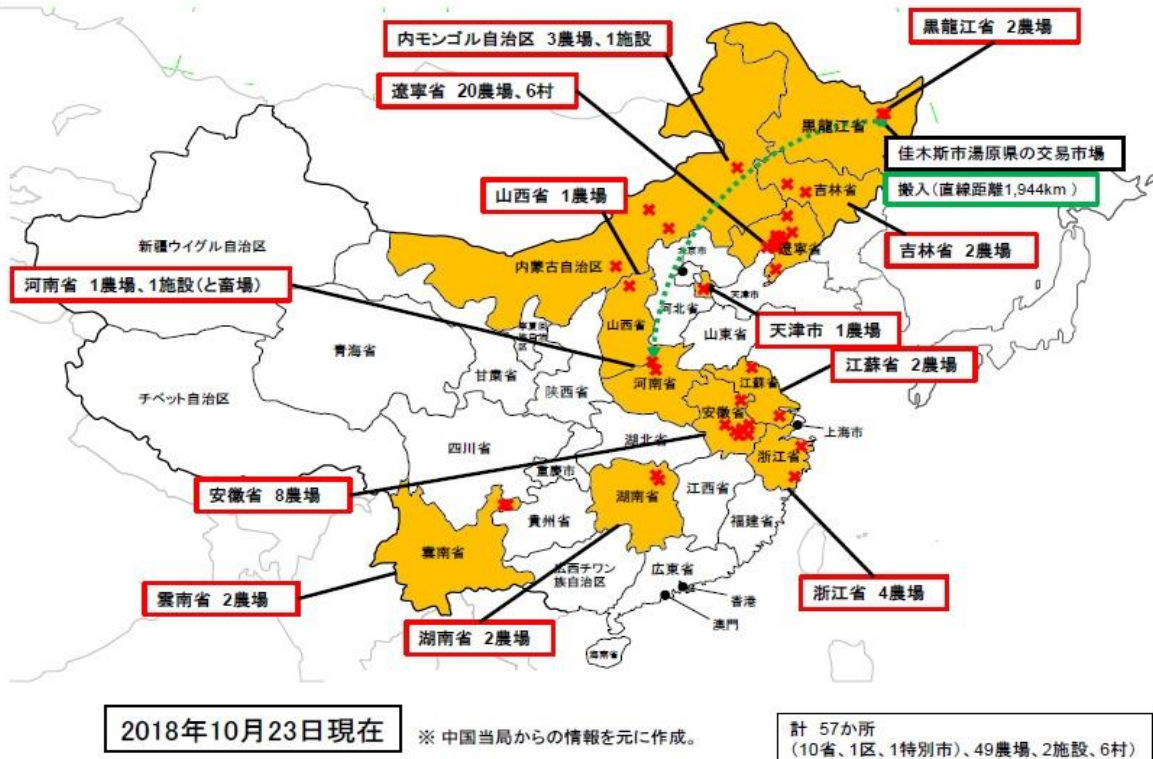 内モンゴル自治区 3農場、1施設
黒龍江省 2農場
遼寧省 20農場、6村
黒龍江省
佳木斯市湯原県の交易市場
搬入(直線距離1,944km )
山西省 1農場
吉林省
新疆ウイグル自治区
遼寧省
北京市
吉林省 2農場
内蒙古自治区
河南省 1農場、1施設(と畜場)
河北省
天津市
天津市 1農場
山西省
寧夏回
族自治
区
山東省
青海省
甘粛省
陝西省
河南省
江蘇省
江蘇省 2農場
チベット自治区
安徽省
上海市
四川省
湖北省
浙江省
重慶市
安徽省 8農場
湖南省
江西省
貴州省
福建省
雲南省
広西チワン
族自治区
広東省
香港
浙江省 4農場
雲南省 2農場
澳門
湖南省 2農場
海南省
2018年10月23日現在
※ 中国当局からの情報を元に作成。
計 57か所
(10省、1区、1特別市)、49農場、2施設、6村)